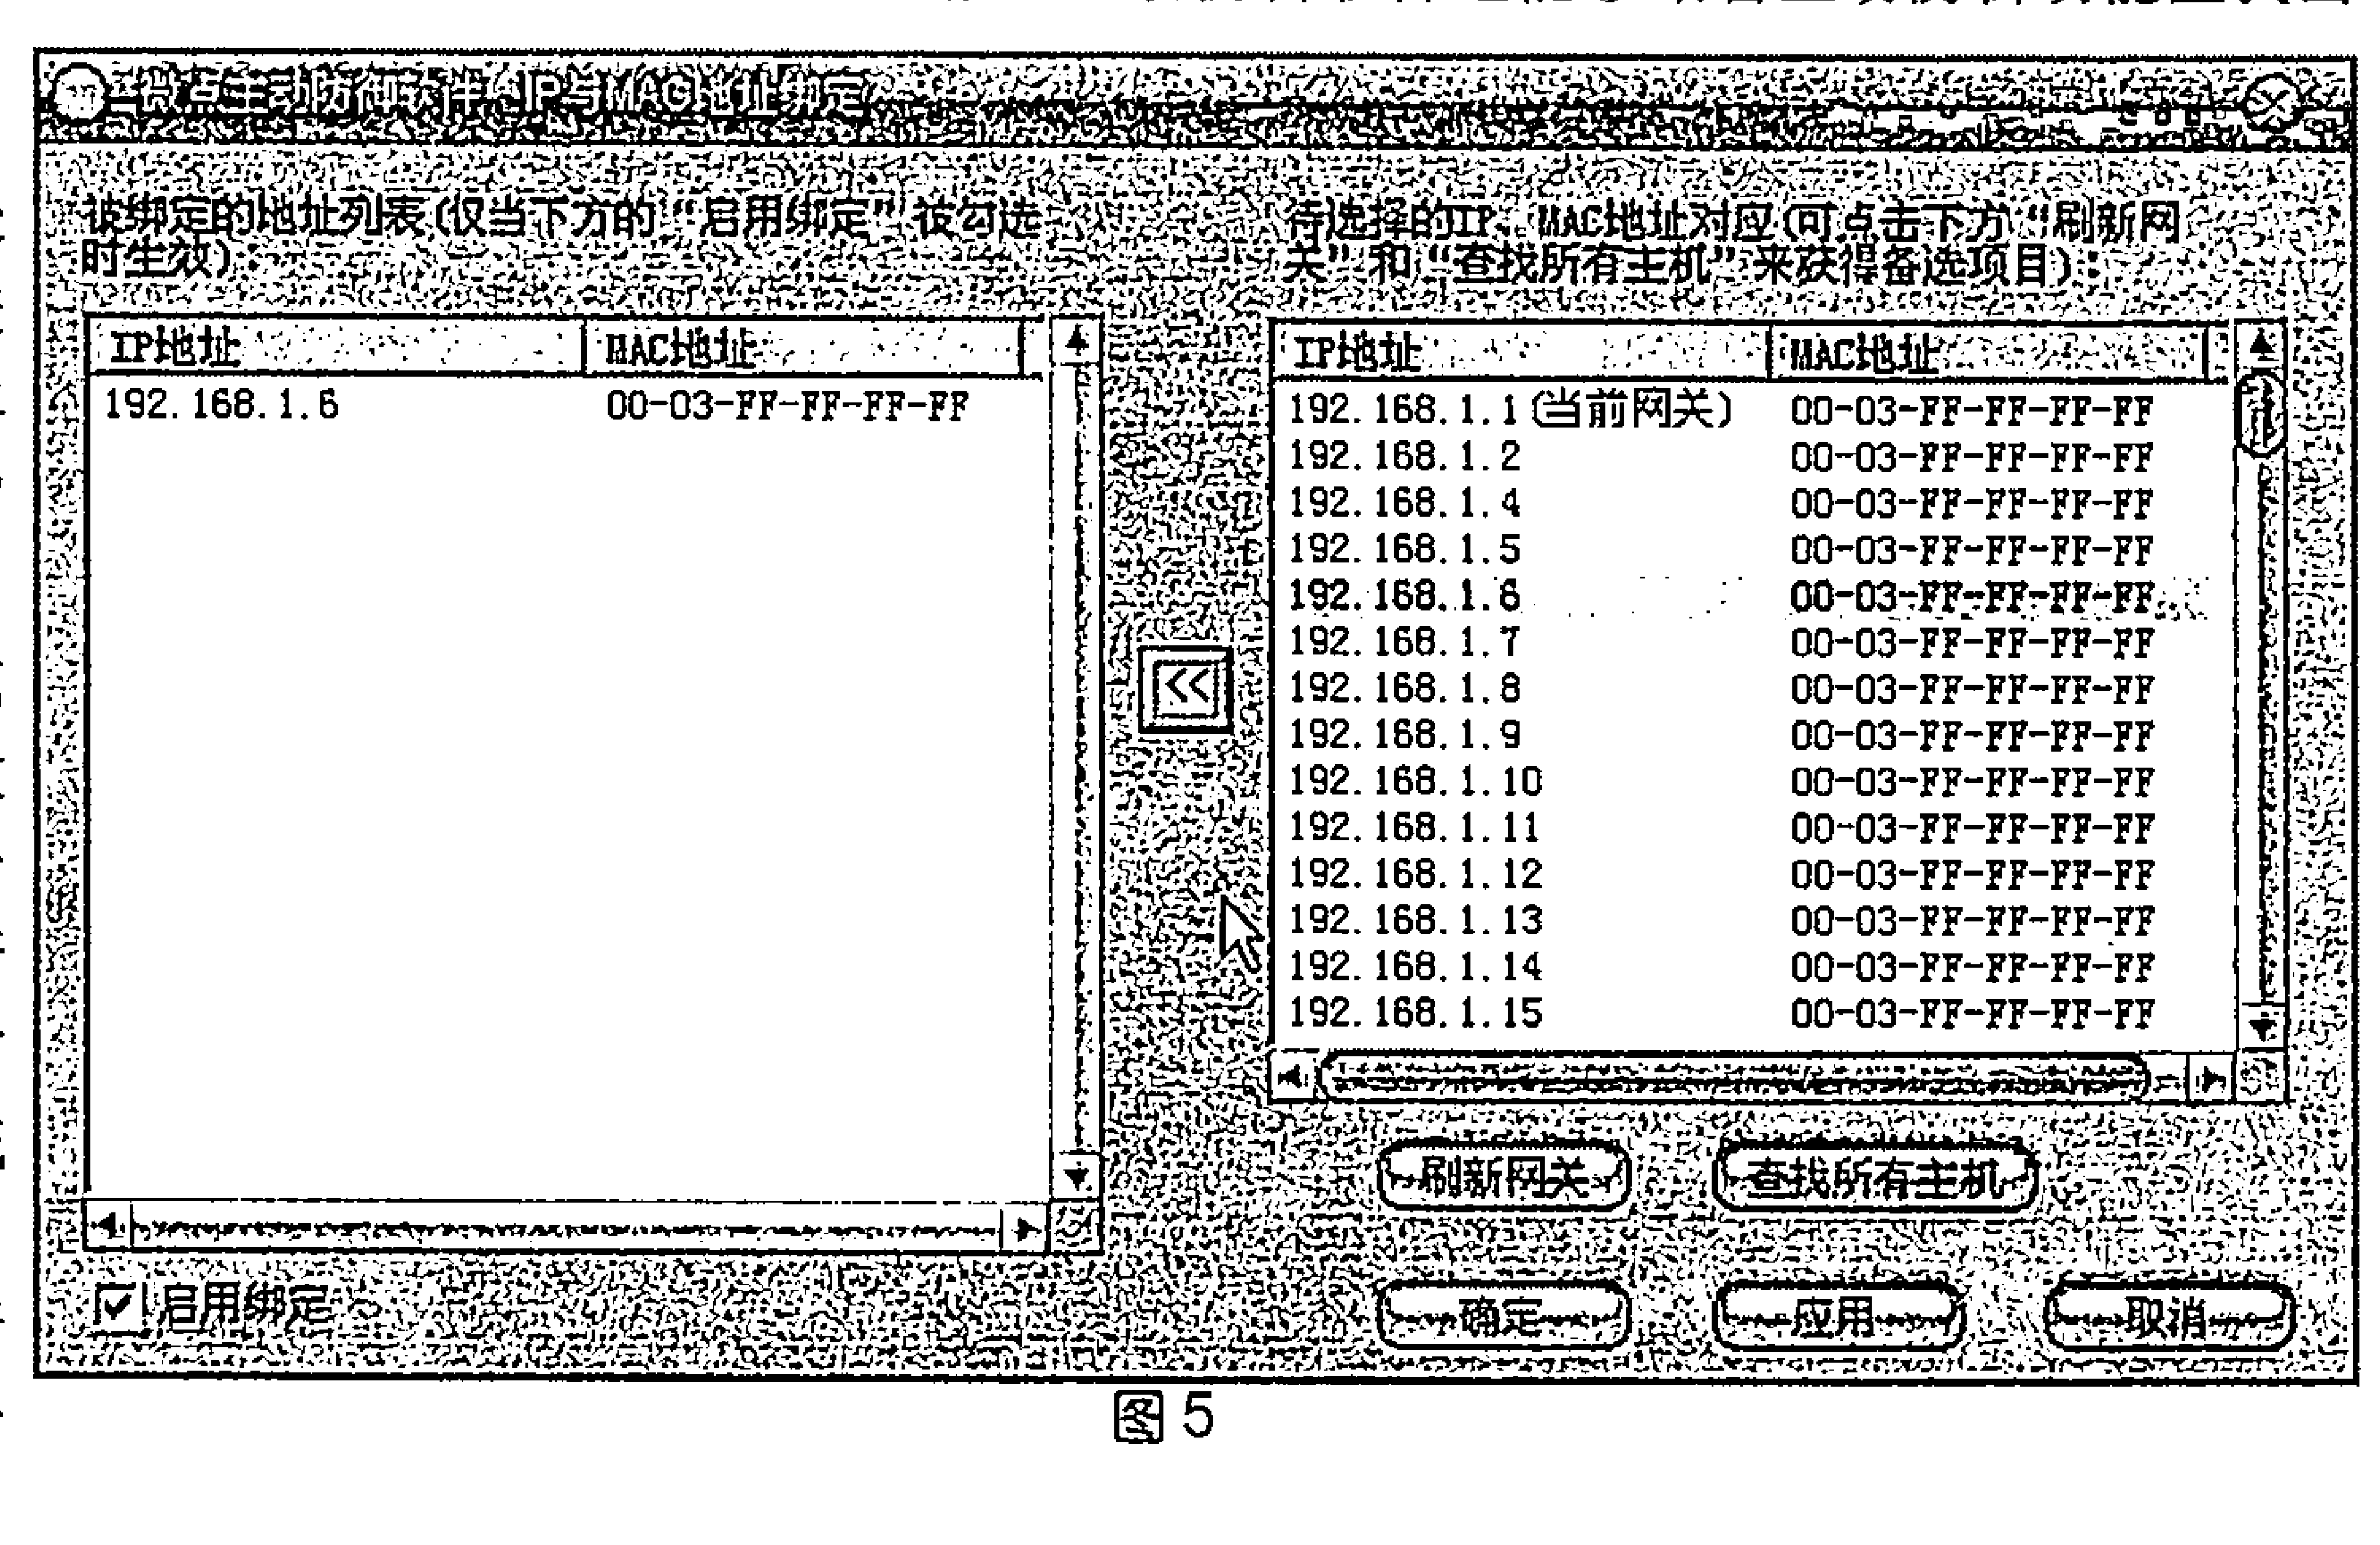 微点主动防御软件 IP与MAC地址绑定
被绑定的地址列表(仅当下方的“启用绑定”被勾选
时生效):
待选择的IP、MAC地址对应(可点击下方“刷新网
关”和“查找所有主机”来获得备选项目):
IP地址 MAC地址
192.168.1.6 00-03-FF-FF-FF-FF
<<
IP地址 MAC地址
192.168.1.1(当前网关) 00-03-FF-FF-FF-FF
192.168.1.2 00-03-FF-FF-FF-FF
192.168.1.4 00-03-FF-FF-FF-FF
192.168.1.5 00-03-FF-FF-FF-FF
192.168.1.6 00-03-FF-FF-FF-FF
192.168.1.7 00-03-FF-FF-FF-FF
192.168.1.8 00-03-FF-FF-FF-FF
192.168.1.9 00-03-FF-FF-FF-FF
192.168.1.10 00-03-FF-FF-FF-FF
192.168.1.11 00-03-FF-FF-FF-FF
192.168.1.12 00-03-FF-FF-FF-FF
192.168.1.13 00-03-FF-FF-FF-FF
192.168.1.14 00-03-FF-FF-FF-FF
192.168.1.15 00-03-FF-FF-FF-FF
刷新网关 查找所有主机
启用绑定
确定 应用 取消
图5